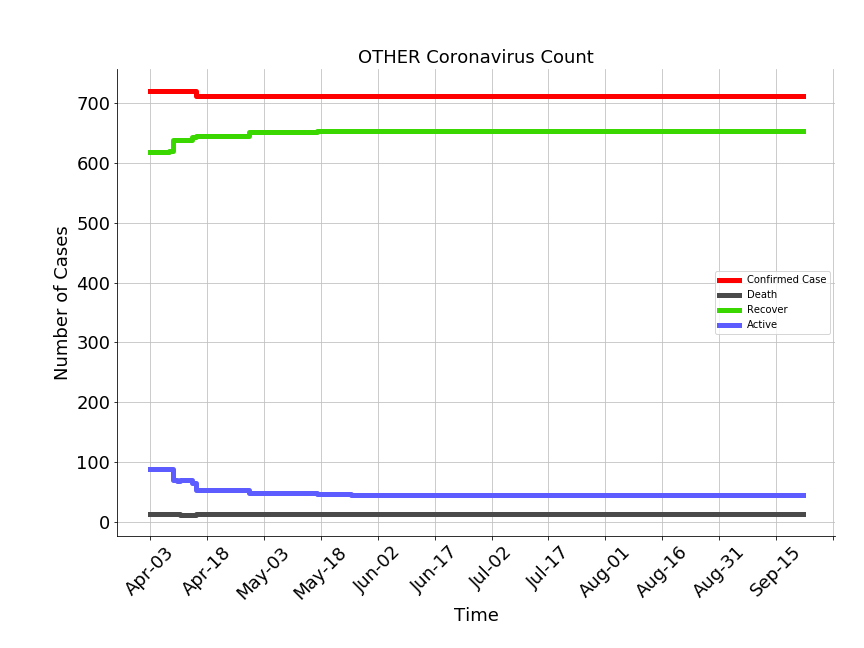 OTHER Coronavirus Count
700
600
500
400
300
200
100
0
Number of Cases
Confirmed Case
Death
Recover
Active
Apr-03
Apr-18
May-03
May-18
Jun-02
Jun-17
Jul-02
Jul-17
Aug-01
Aug-16
Aug-31
Sep-15
Time